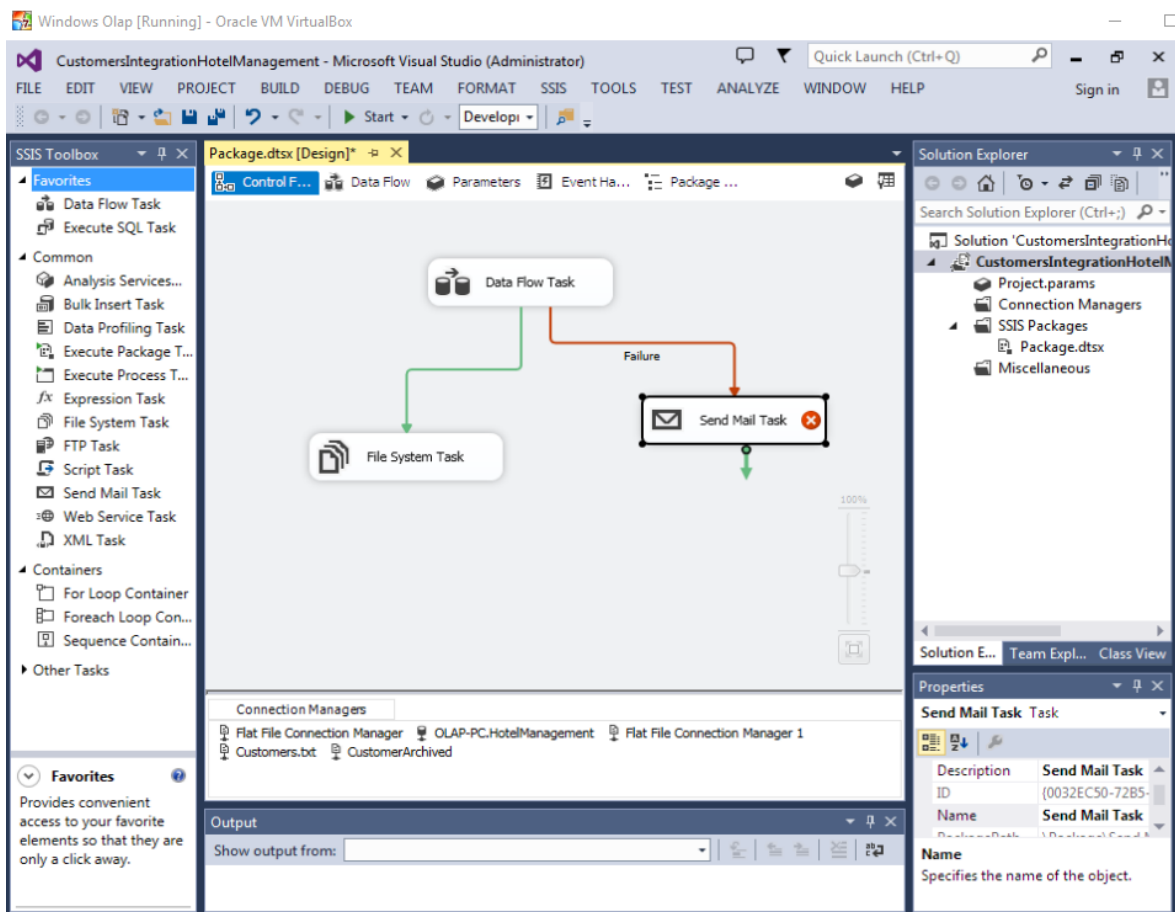 Windows Olap [Running] - Oracle VM VirtualBox
CustomersIntegrationHotelManagement - Microsoft Visual Studio (Administrator)
Quick Launch (Ctrl+Q)
FILE EDIT VIEW PROJECT BUILD DEBUG TEAM FORMAT SSIS TOOLS TEST ANALYZE WINDOW HELP
Sign in
Start
Developi
SSIS Toolbox
Favorites
Data Flow Task
Execute SQL Task
Common
Analysis Services...
Bulk Insert Task
Data Profiling Task
Execute Package T...
Execute Process T...
Expression Task
File System Task
FTP Task
Script Task
Send Mail Task
Web Service Task
XML Task
Containers
For Loop Container
Foreach Loop Con...
Sequence Contain...
Other Tasks
Favorites
Provides convenient
access to your favorite
elements so that they are
only a click away.
Package.dtsx [Design]*
Control F... Data Flow Parameters Event Ha... Package ...
Data Flow Task
Failure
Send Mail Task
File System Task
100%
Connection Managers
Flat File Connection Manager OLAP-PC.HotelManagement Flat File Connection Manager 1
Customers.txt CustomerArchived
Output
Show output from:
Solution Explorer
Search Solution Explorer (Ctrl+;)
Solution 'CustomersIntegrationHo
CustomersIntegrationHotelM
Project.params
Connection Managers
SSIS Packages
Package.dtsx
Miscellaneous
Solution E... Team Expl... Class View
Properties
Send Mail Task Task
Description Send Mail Task
ID {0032EC50-72B5-
Name Send Mail Task
Name
Specifies the name of the object.